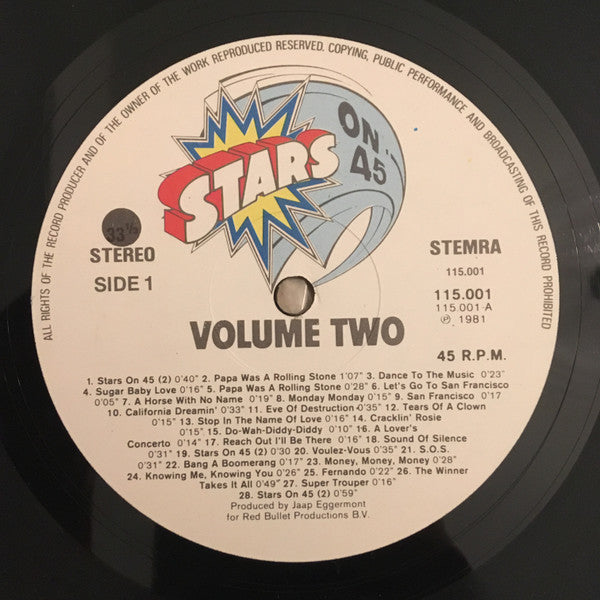 ALL RIGHTS OF THE RECORD PRODUCER AND OF THE OWNER OF THE WORK REPRODUCED RESERVED. COPYING, PUBLIC PERFORMANCE AND BROADCASTING OF THIS RECORD PROHIBITED
STARS
ON
45
33⅓
STEREO
SIDE 1
STEMRA
115.001
115.001
115.001-A
℗ 1981
VOLUME TWO
45 R.P.M.
1. Stars On 45 (2) 0'40" 2. Papa Was A Rolling Stone 1'07" 3. Dance To The Music 0'23"
4. Sugar Baby Love 0'16" 5. Papa Was A Rolling Stone 0'28" 6. Let's Go To San Francisco
0'05" 7. A Horse With No Name 0'19" 8. Monday Monday 0'15" 9. San Francisco 0'17
10. California Dreamin' 0'33" 11. Eve Of Destruction 0'35" 12. Tears Of A Clown
0'15" 13. Stop In The Name Of Love 0'16" 14. Cracklin' Rosie
0'15" 15. Do-Wah-Diddy-Diddy 0'10" 16. A Lover's
Concerto 0'14" 17. Reach Out I'll Be There 0'16" 18. Sound Of Silence
0'31" 19. Stars On 45 (2) 0'30 20. Voulez-Vous 0'35" 21. S.O.S.
0'31" 22. Bang A Boomerang 0'17" 23. Money, Money, Money 0'28"
24. Knowing Me, Knowing You 0'26" 25. Fernando 0'22" 26. The Winner
Takes It All 0'49" 27. Super Trouper 0'16"
28. Stars On 45 (2) 0'59"
Produced by Jaap Eggermont
for Red Bullet Productions B.V.